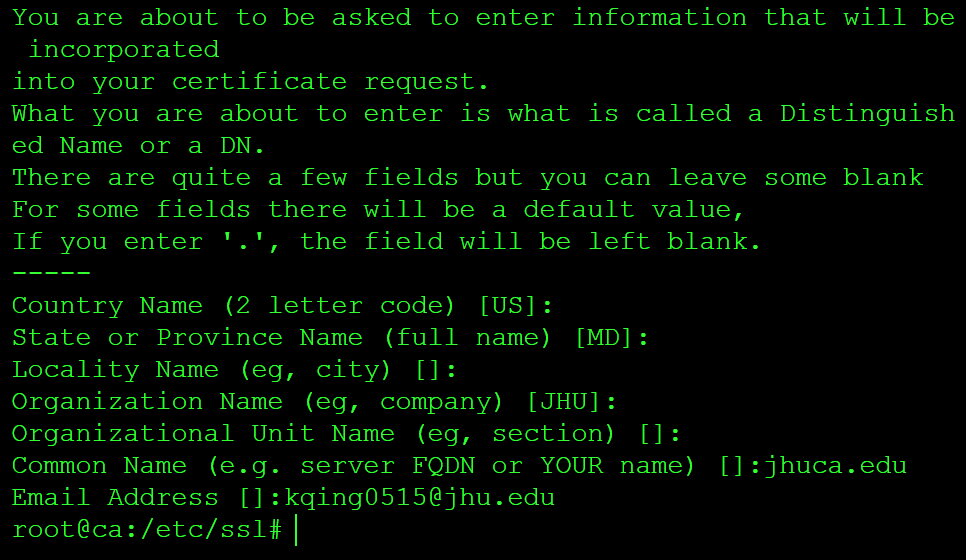 You are about to be asked to enter information that will be
 incorporated
into your certificate request.
What you are about to enter is what is called a Distinguish
ed Name or a DN.
There are quite a few fields but you can leave some blank
For some fields there will be a default value,
If you enter '.', the field will be left blank.
-----
Country Name (2 letter code) [US]:
State or Province Name (full name) [MD]:
Locality Name (eg, city) []:
Organization Name (eg, company) [JHU]:
Organizational Unit Name (eg, section) []:
Common Name (e.g. server FQDN or YOUR name) []:jhuca.edu
Email Address []:kqing0515@jhu.edu
root@ca:/etc/ssl#